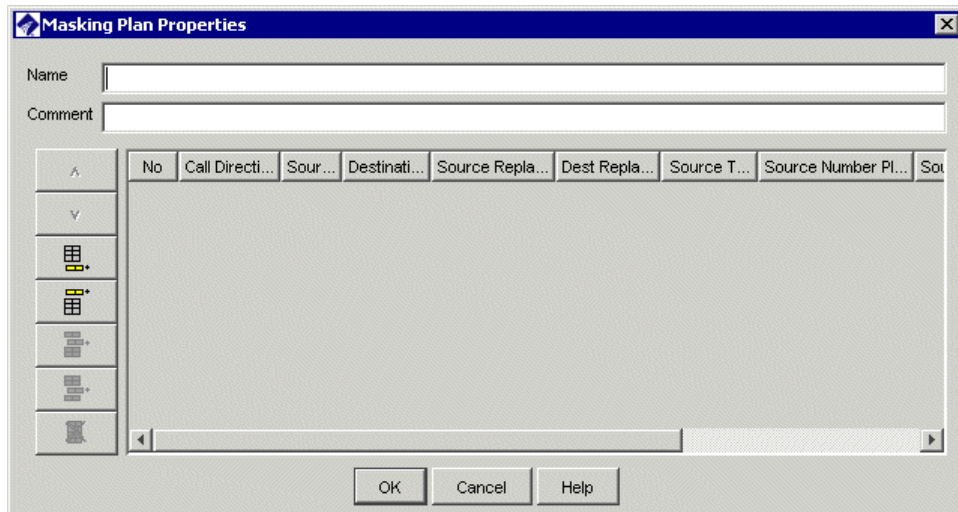 Masking Plan Properties
Name
Comment
No Call Directi... Sour... Destinati... Source Repla... Dest Repla... Source T... Source Number Pl... Sou
OK Cancel Help